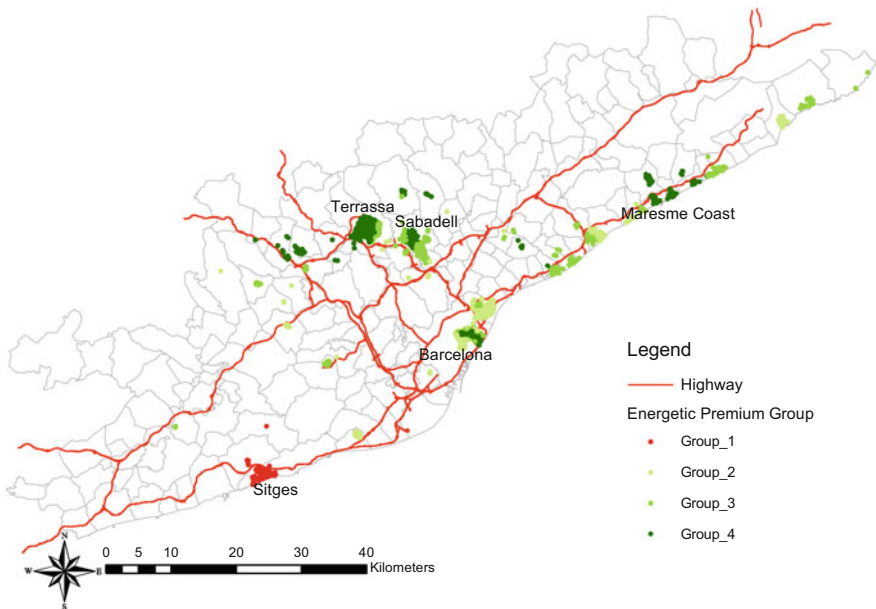 Terrassa
Sabadell
Maresme Coast
Barcelona
Sitges
Legend
Highway
Energetic Premium Group
Group_1
Group_2
Group_3
Group_4
N
W E
S
0 5 10 20 30 40
Kilometers